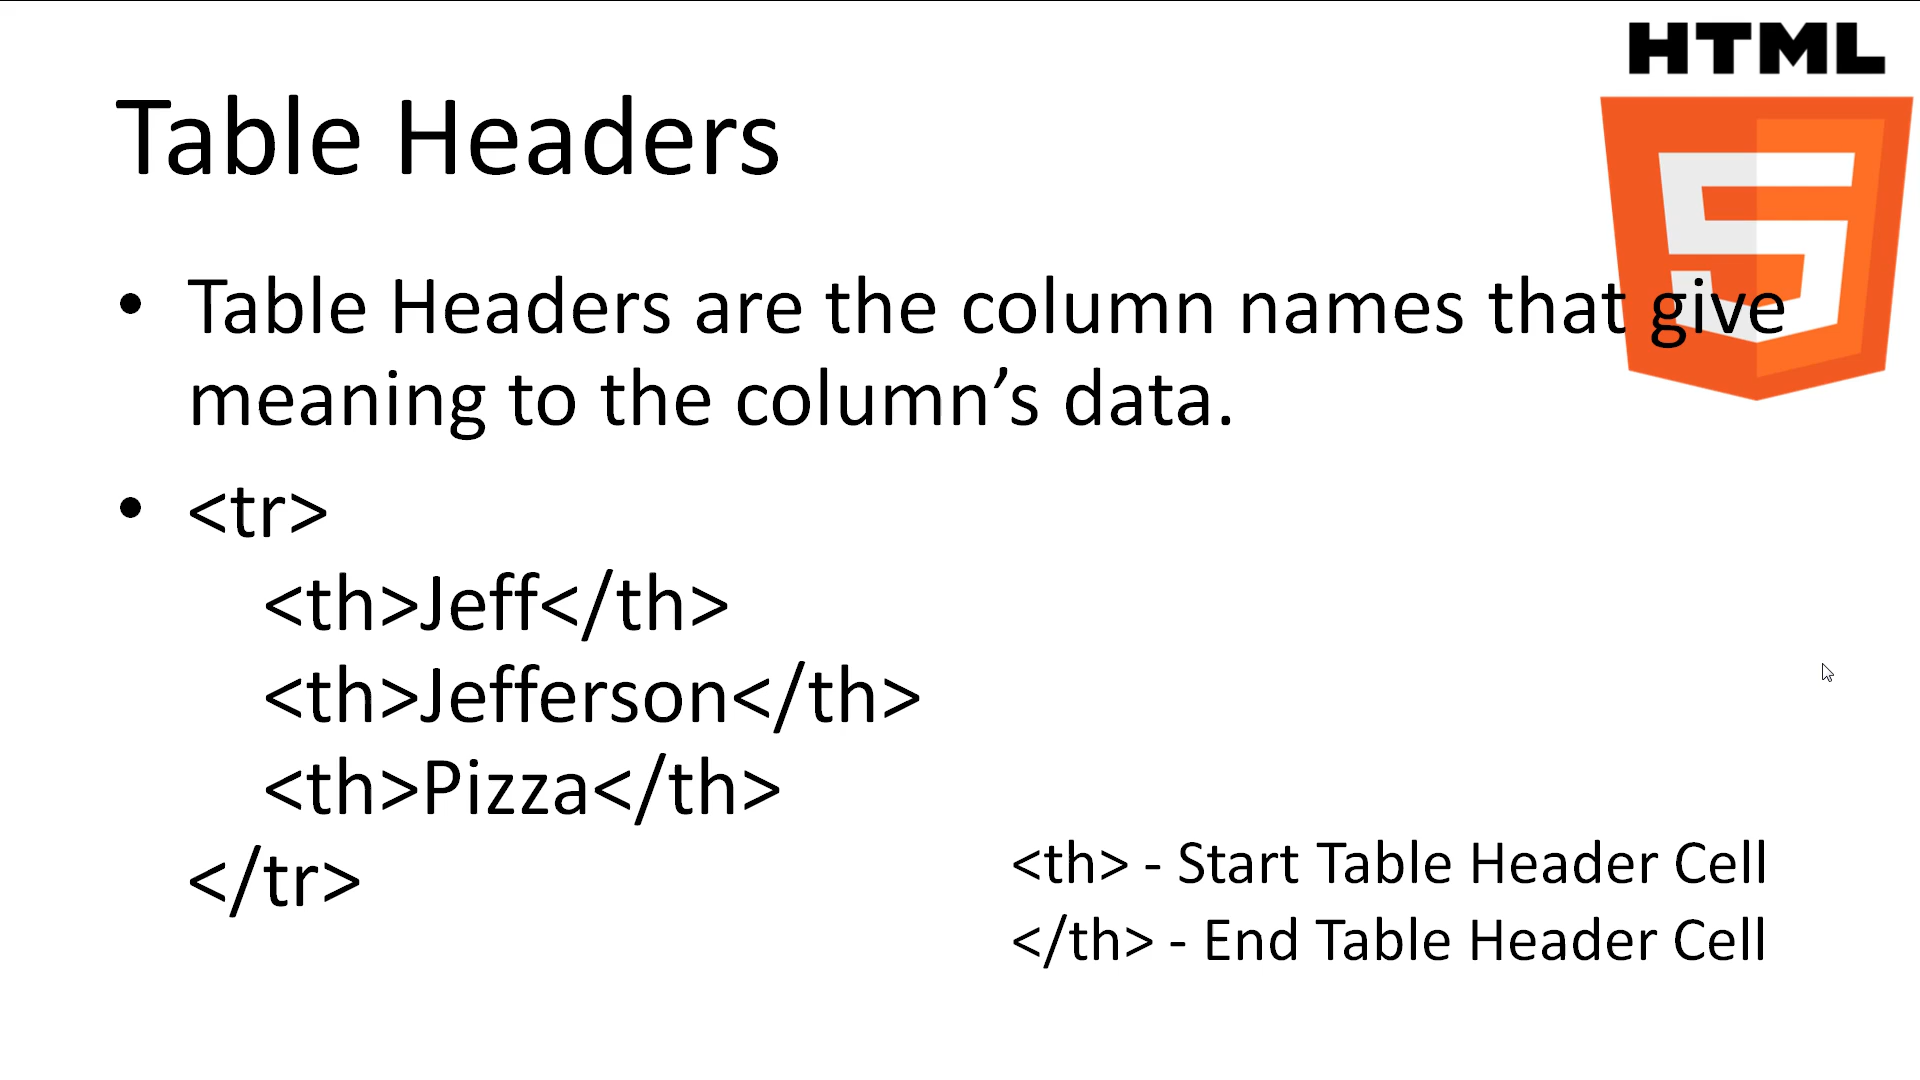 HTML
Table Headers
• Table Headers are the column names that give
meaning to the column’s data.
• <tr>
<th>Jeff</th>
<th>Jefferson</th>
<th>Pizza</th>
</tr>
<th> - Start Table Header Cell
</th> - End Table Header Cell